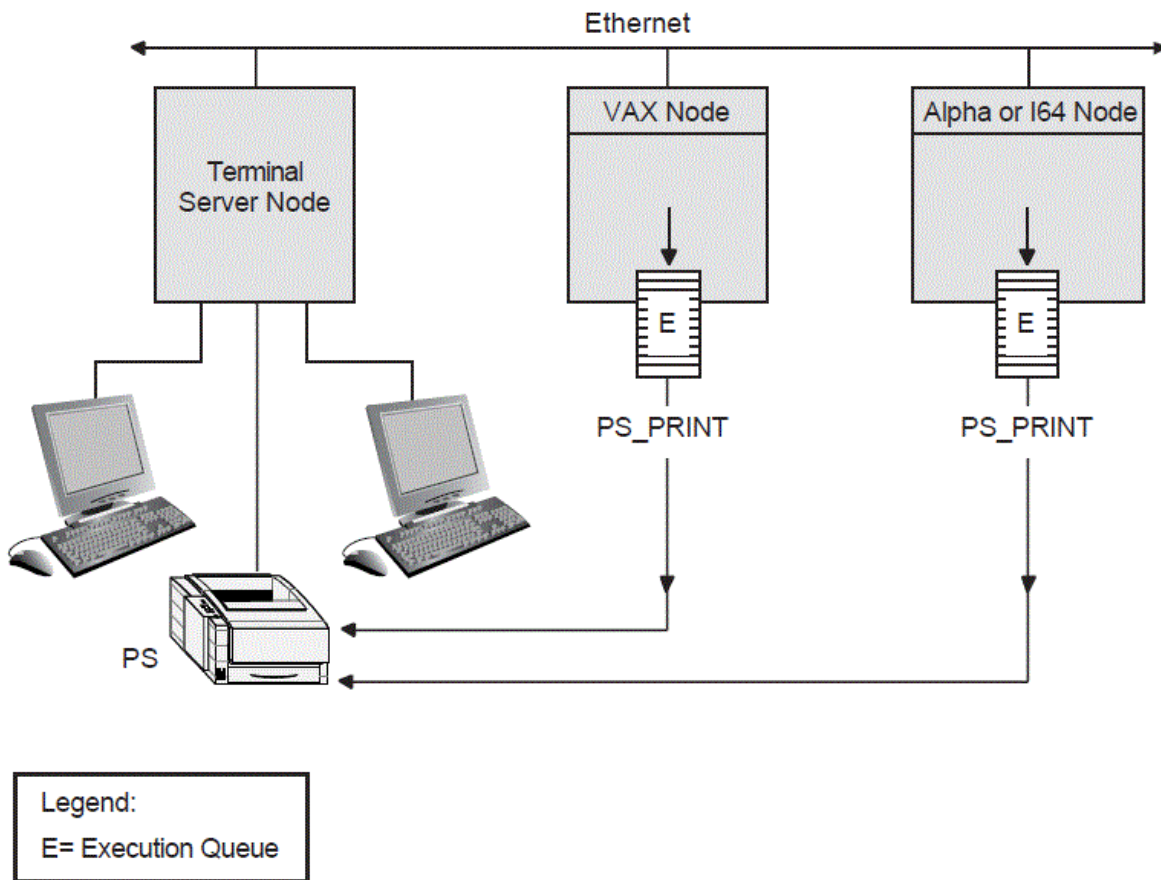 Ethernet
Terminal
Server Node
VAX Node
Alpha or I64 Node
E
E
PS_PRINT
PS_PRINT
PS
Legend:
E= Execution Queue